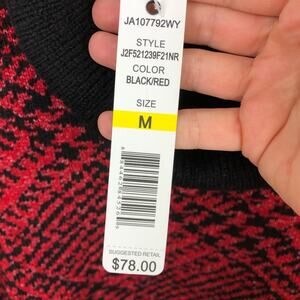 JA107792WY
STYLE
J2F521239F21NR
COLOR
BLACK/RED
SIZE
M
SUGGESTED RETAIL
$78.00